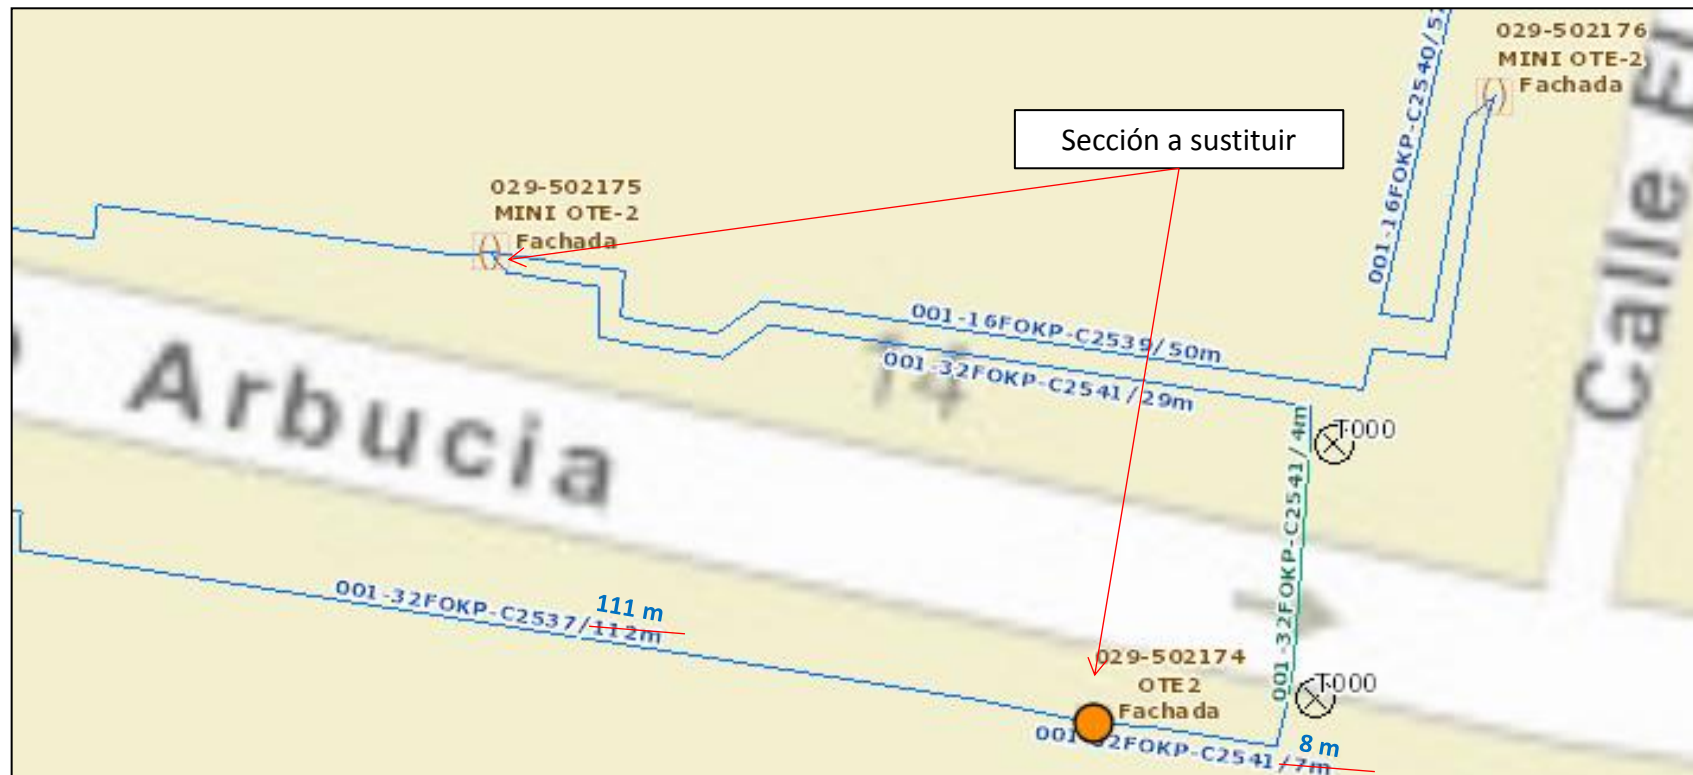 029-502176
MINI OTE-2
Fachada
001-16FOKP-C2540/
Sección a sustituir
029-502175
MINI OTE-2
Fachada
001-16FOKP-C2539/50m
001-32FOKP-C2541/29m
14
Calle
Arbucia
T000
001-32FOKP-C2541/4m
111 m
001-32FOKP-C2537/112m
029-502174
OTE2
Fachada
T000
001-32FOKP-C2541/7m
8 m